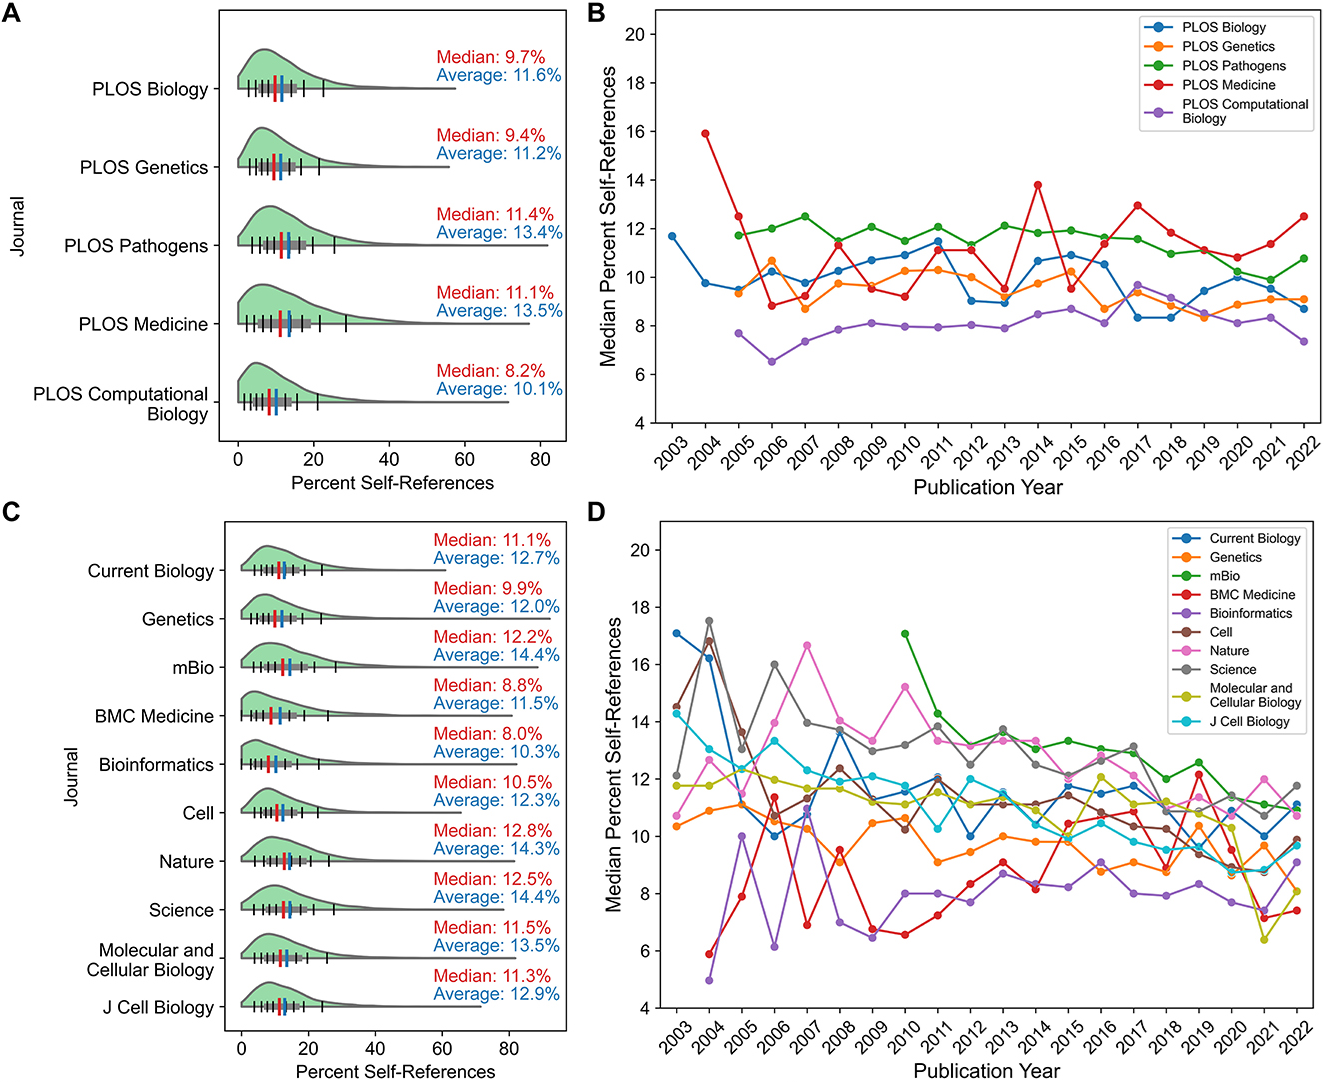 A
Journal
PLOS Biology
Median: 9.7%
Average: 11.6%
PLOS Genetics
Median: 9.4%
Average: 11.2%
PLOS Pathogens
Median: 11.4%
Average: 13.4%
PLOS Medicine
Median: 11.1%
Average: 13.5%
PLOS Computational
Biology
Median: 8.2%
Average: 10.1%
0 20 40 60 80
Percent Self-References
B
Median Percent Self-References
20
18
16
14
12
10
8
6
4
PLOS Biology
PLOS Genetics
PLOS Pathogens
PLOS Medicine
PLOS Computational
Biology
2003 2004 2005 2006 2007 2008 2009 2010 2011 2012 2013 2014 2015 2016 2017 2018 2019 2020 2021 2022
Publication Year
C
Journal
Current Biology
Median: 11.1%
Average: 12.7%
Genetics
Median: 9.9%
Average: 12.0%
mBio
Median: 12.2%
Average: 14.4%
BMC Medicine
Median: 8.8%
Average: 11.5%
Bioinformatics
Median: 8.0%
Average: 10.3%
Cell
Median: 10.5%
Average: 12.3%
Nature
Median: 12.8%
Average: 14.3%
Science
Median: 12.5%
Average: 14.4%
Molecular and
Cellular Biology
Median: 11.5%
Average: 13.5%
J Cell Biology
Median: 11.3%
Average: 12.9%
0 20 40 60 80
Percent Self-References
D
Median Percent Self-References
20
18
16
14
12
10
8
6
4
Current Biology
Genetics
mBio
BMC Medicine
Bioinformatics
Cell
Nature
Science
Molecular and
Cellular Biology
J Cell Biology
2003 2004 2005 2006 2007 2008 2009 2010 2011 2012 2013 2014 2015 2016 2017 2018 2019 2020 2021 2022
Publication Year